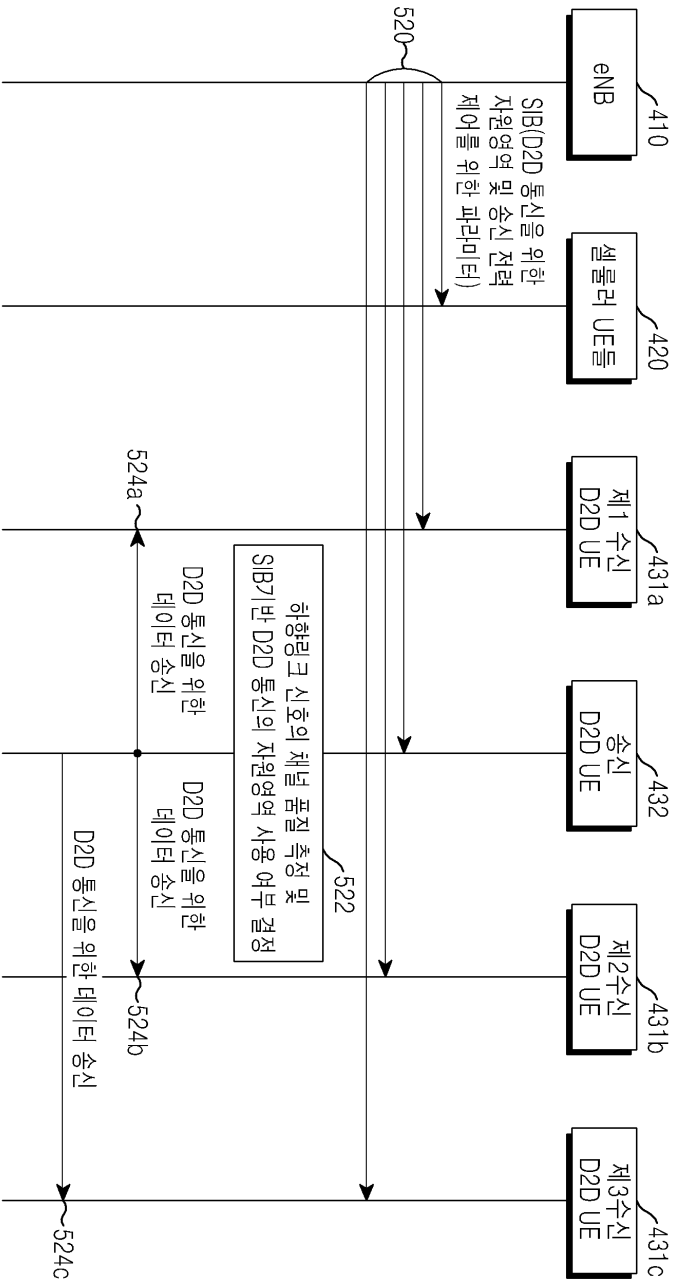 410
eNB
420
셀룰러 UE들
431a
제1 수신
D2D UE
432
송신
D2D UE
431b
제2수신
D2D UE
431c
제3수신
D2D UE
SIB(D2D 통신을 위한
자원영역 및 송신 전력
제어를 위한 파라미터)
520
522
하향링크 신호의 채널 품질 측정 및
SIB기반 D2D 통신의 자원영역 사용 여부 결정
D2D 통신을 위한
데이터 송신
D2D 통신을 위한
데이터 송신
524a
524b
D2D 통신을 위한 데이터 송신
524c